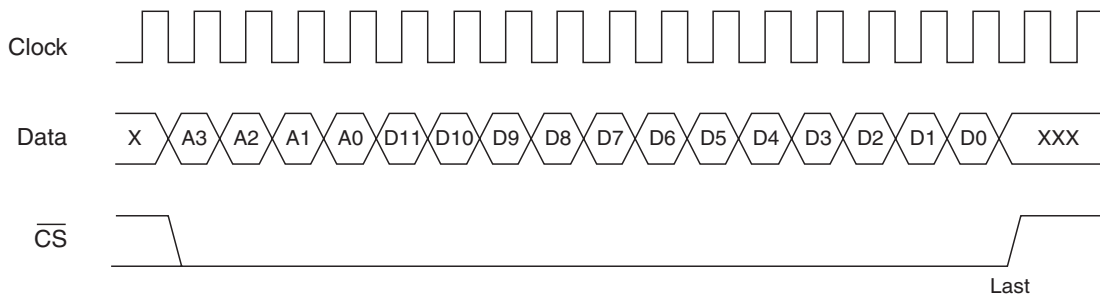 Clock
Data X A3 A2 A1 A0 D11 D10 D9 D8 D7 D6 D5 D4 D3 D2 D1 D0 XXX
CS
Last